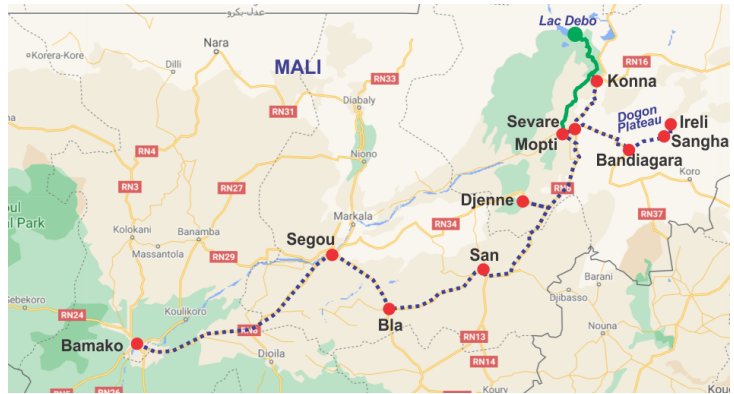 عدل-بكرو
Lac Debo
Nara
Korera-Kore
Dilli
MALI
RN33
RN16
Konna
Diabaly
RN31
Dogon
Plateau
Ireli
Sevare
Mopti
Sangha
RN4
Bandiagara
Niono
RN3
RN27
Koro
Djenne
Markala
RN37
Kolokani
Banamba
Segou
RN34
Massantola
RN29
San
Barani
Djibasso
Sebekoro
RN24
Koulikoro
Bla
Nouna
Bamako
RN13
Dioila
RN14
RN5
RN26
Koury